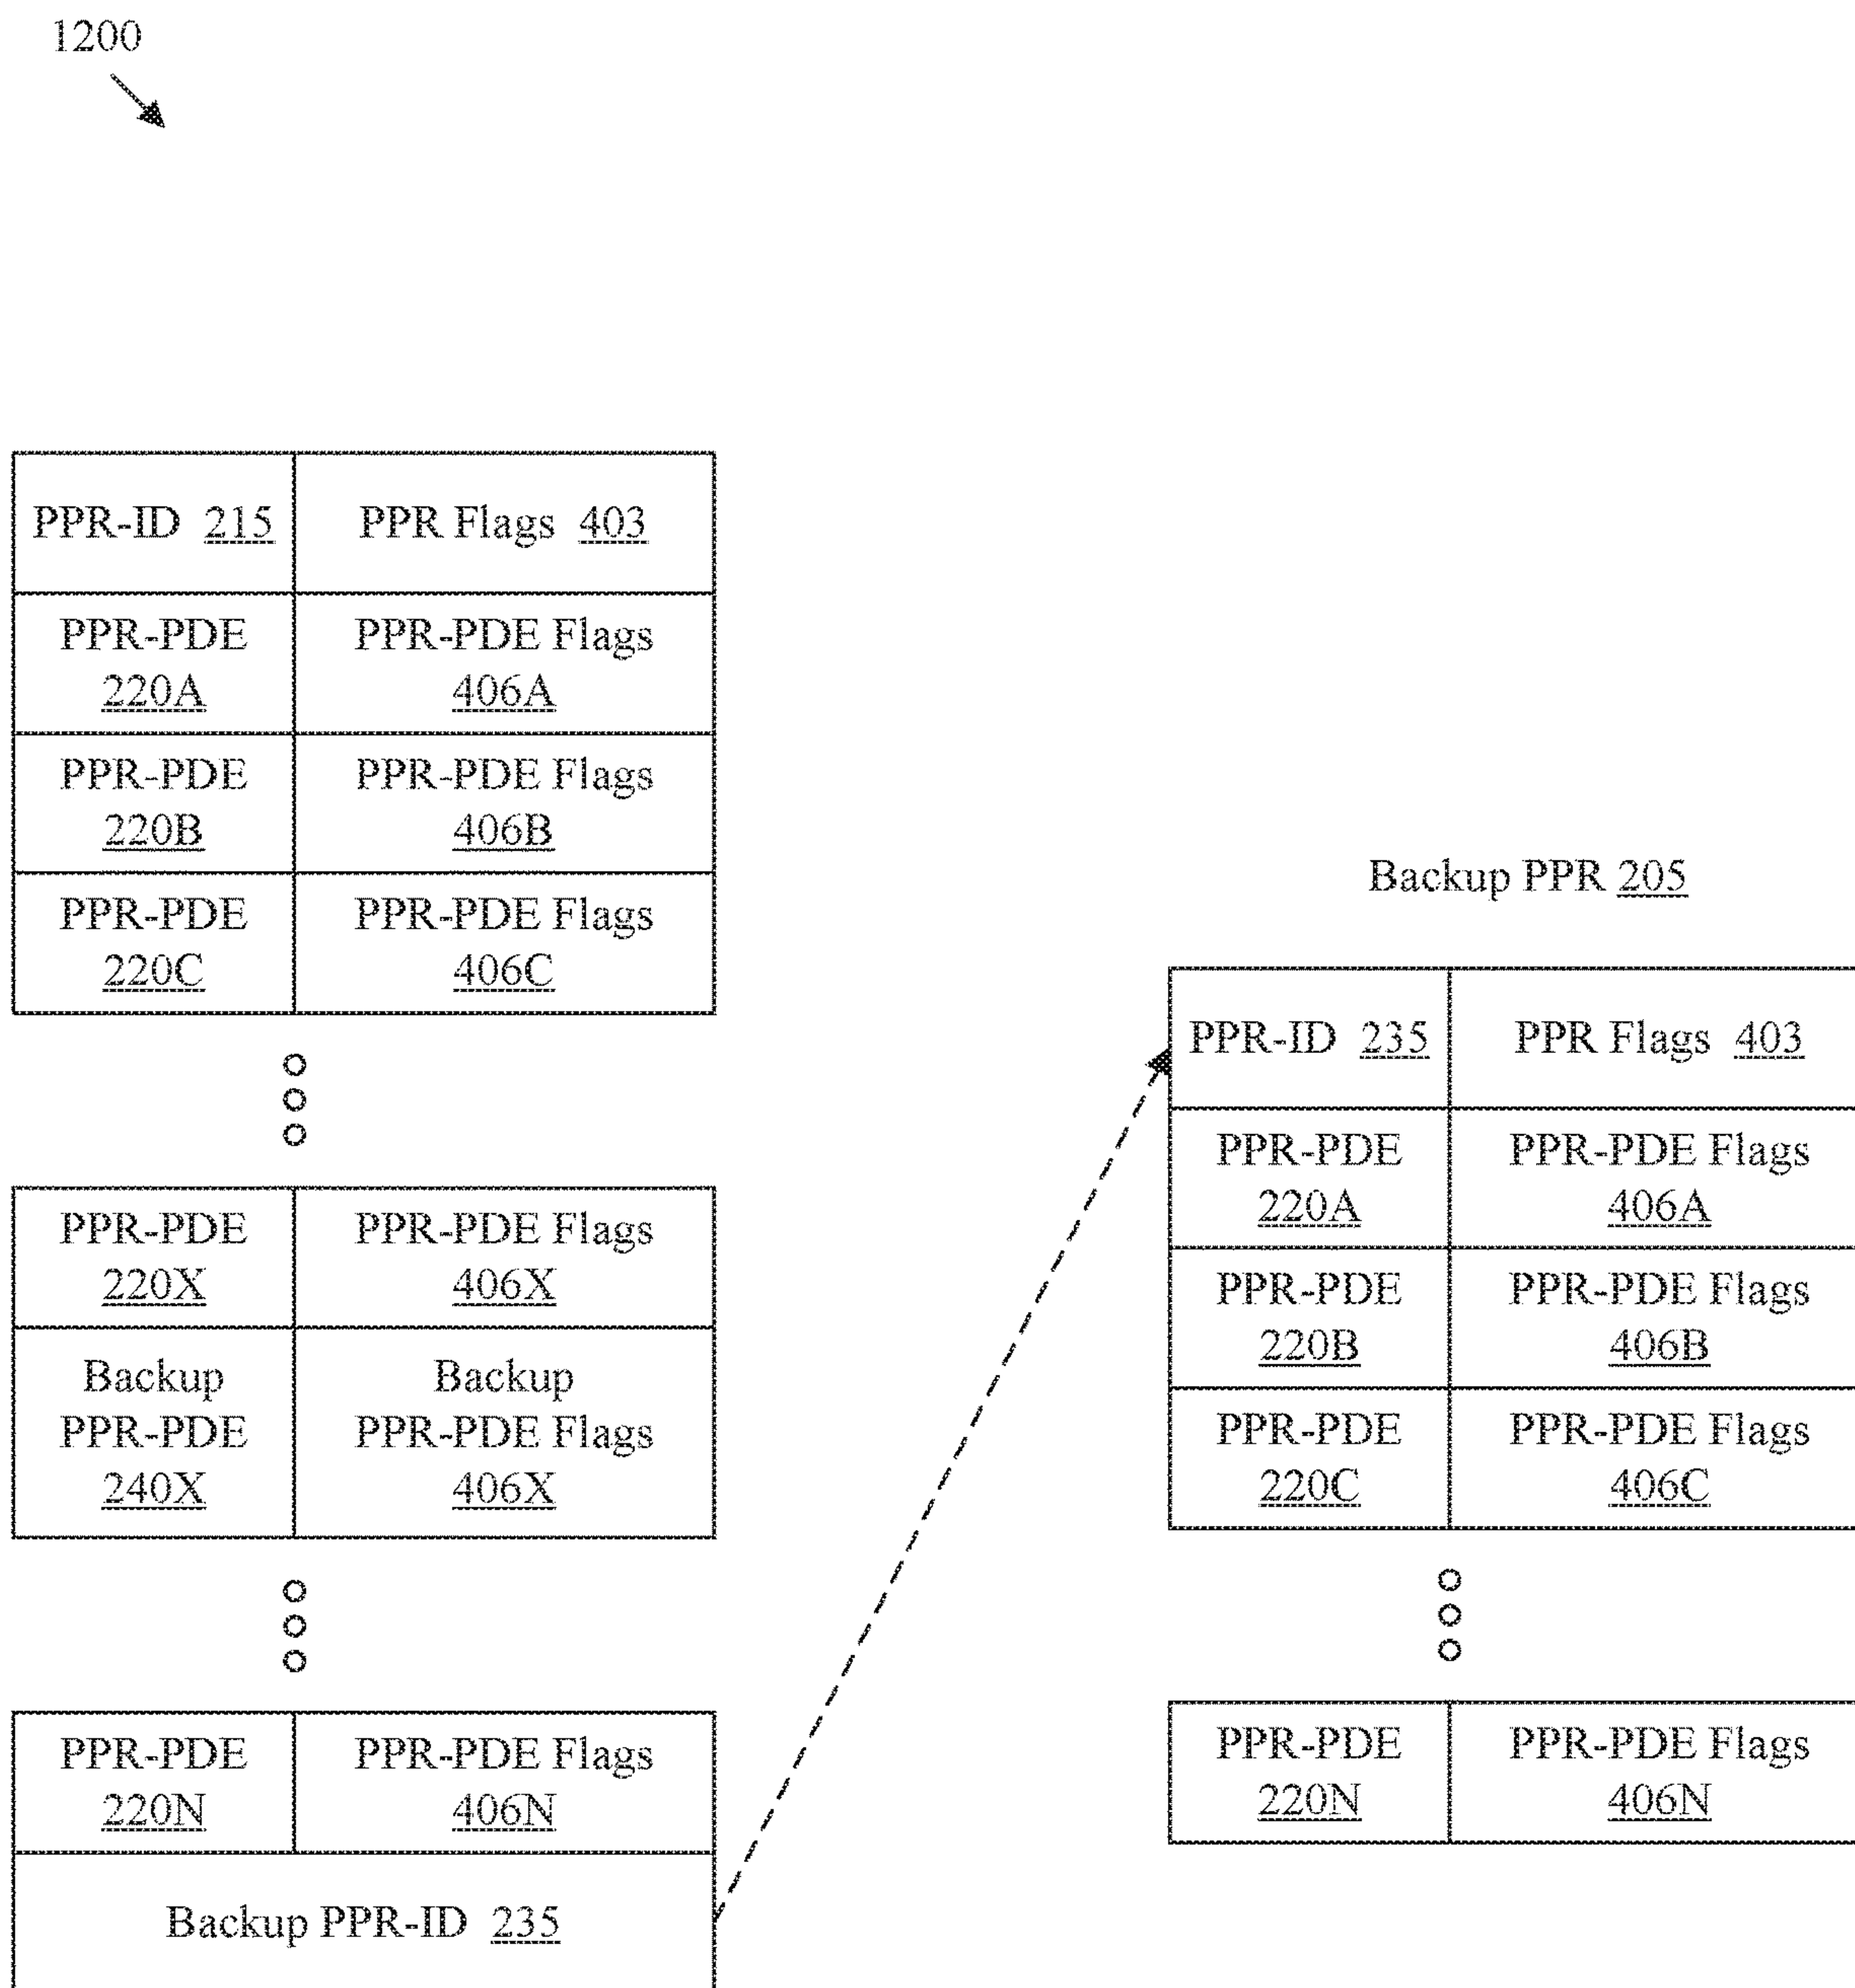 1200
PPR-ID 215 PPR Flags 403
PPR-PDE PPR-PDE Flags
220A 406A
PPR-PDE PPR-PDE Flags
220B 406B
PPR-PDE PPR-PDE Flags
220C 406C
PPR-PDE PPR-PDE Flags
220X 406X
Backup Backup
PPR-PDE PPR-PDE Flags
240X 406X
PPR-PDE PPR-PDE Flags
220N 406N
Backup PPR-ID 235
Backup PPR 205
PPR-ID 235 PPR Flags 403
PPR-PDE PPR-PDE Flags
220A 406A
PPR-PDE PPR-PDE Flags
220B 406B
PPR-PDE PPR-PDE Flags
220C 406C
PPR-PDE PPR-PDE Flags
220N 406N